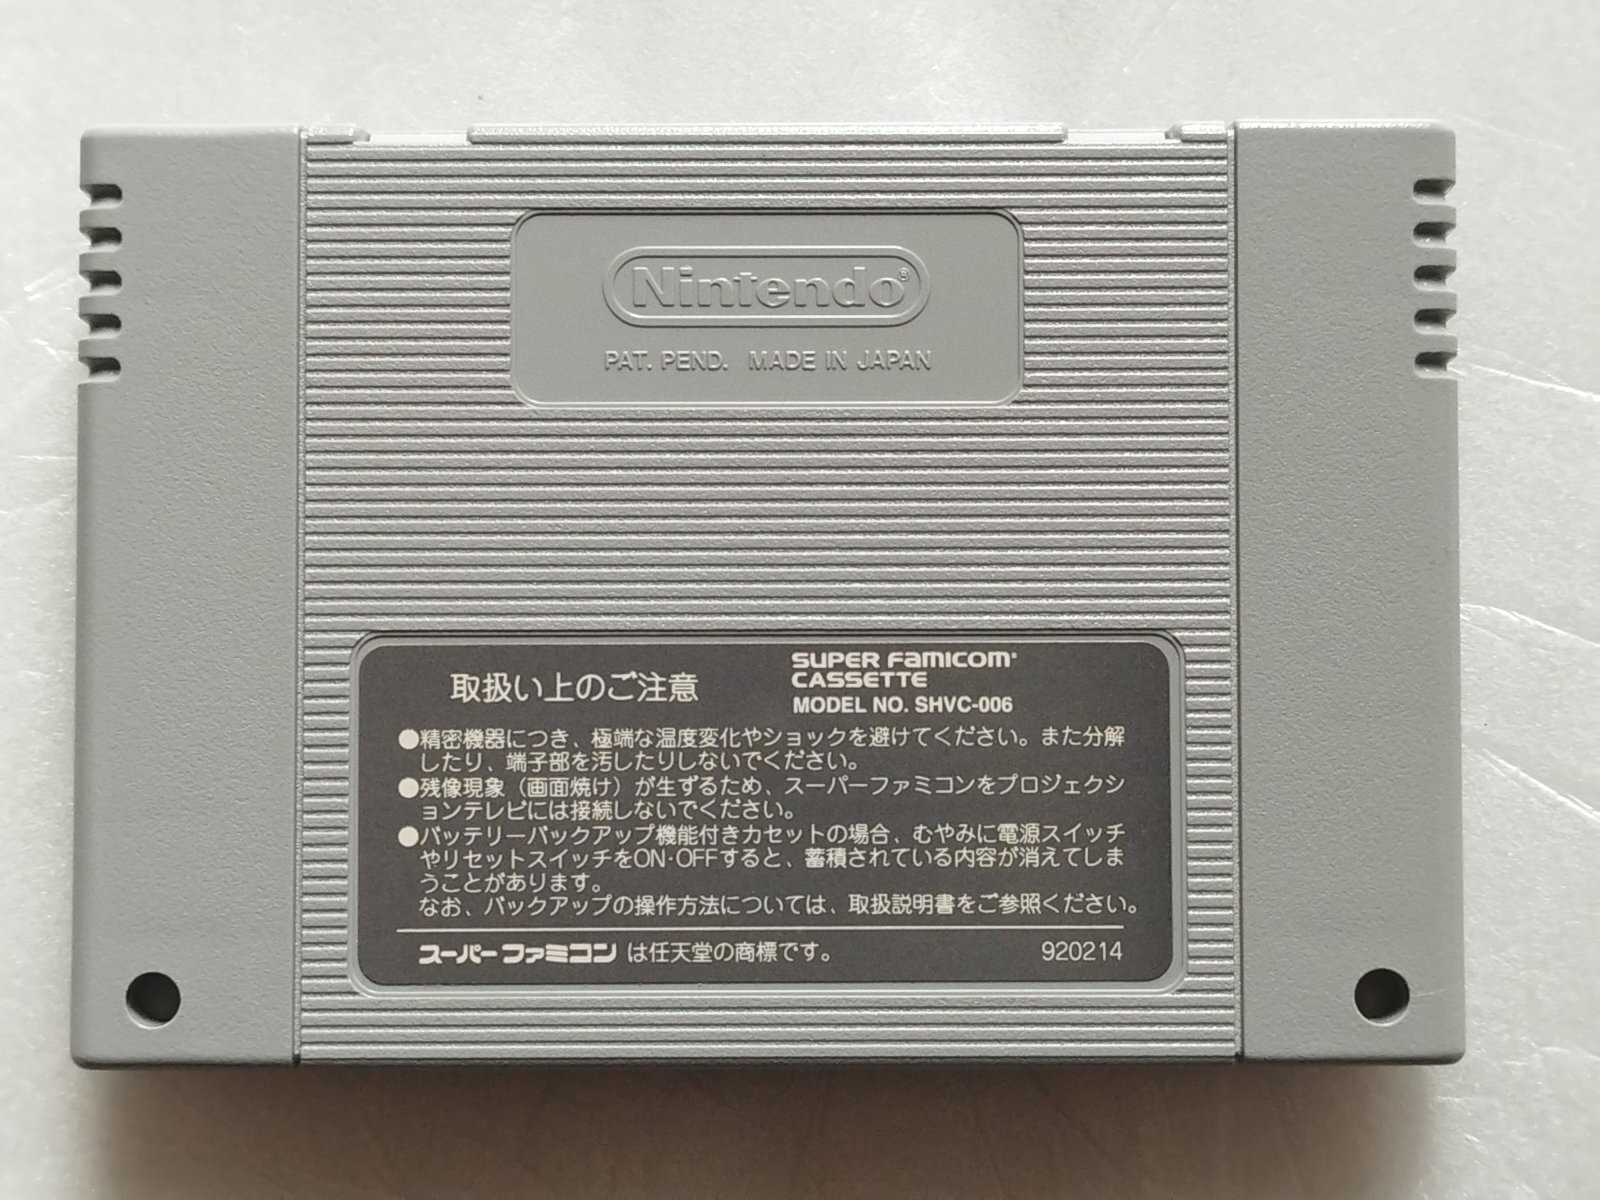 Nintendo®
PAT. PEND. MADE IN JAPAN
取扱い上のご注意
SUPER FAMICOM
CASSETTE
MODEL NO. SHVC-006
●精密機器につき、極端な温度変化やショックを避けてください。また分解
したり、端子部を汚したりしないでください。
●残像現象（画面焼け）が生ずるため、スーパーファミコンをプロジェクシ
ョンテレビには接続しないでください。
●バッテリーバックアップ機能付きカセットの場合、むやみに電源スイッチ
やリセットスイッチをON・OFFすると、蓄積されている内容が消えてしま
うことがあります。
なお、バックアップの操作方法については、取扱説明書をご参照ください。
スーパーファミコン は任天堂の商標です。 920214